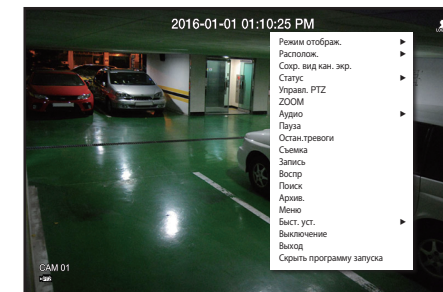 2016-01-01 01:10:25 PM
Режим отображ.
Располож.
Сохр. вид кан. экр.
Статус
Управл. PTZ
ZOOM
Аудио
Пауза
Остан.тревоги
Съемка
Запись
Воспр
Поиск
Архив.
Меню
Быст. уст.
Выключение
Выход
Скрыть программу запуска
CAM 01